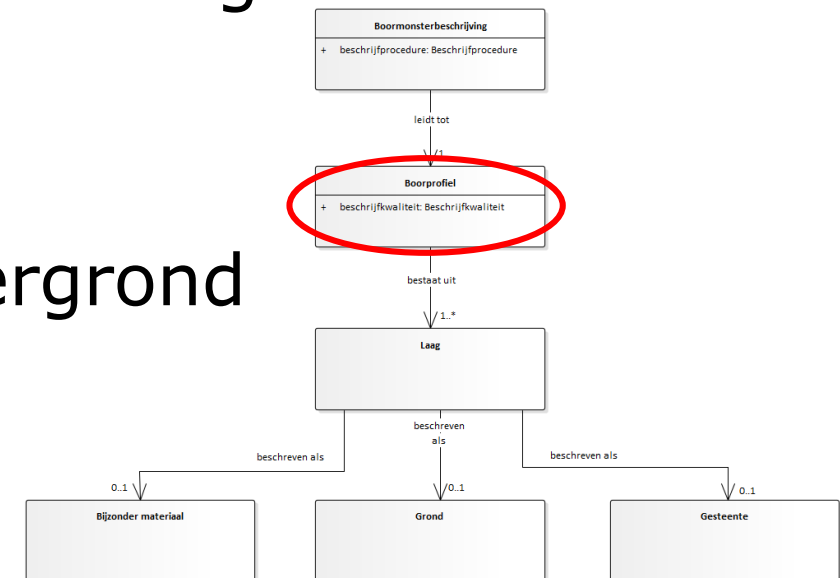 g
Boormonsterbeschrijving
+ beschrijfprocedure: Beschrijfprocedure
leidt tot
1
Boorprofiel
+ beschrijfkwaliteit: Beschrijfkwaliteit
ergrond
bestaat uit
1..*
Laag
beschreven als
beschreven
als
beschreven als
0..1
0..1
0..1
Bijzonder materiaal
Grond
Gesteente